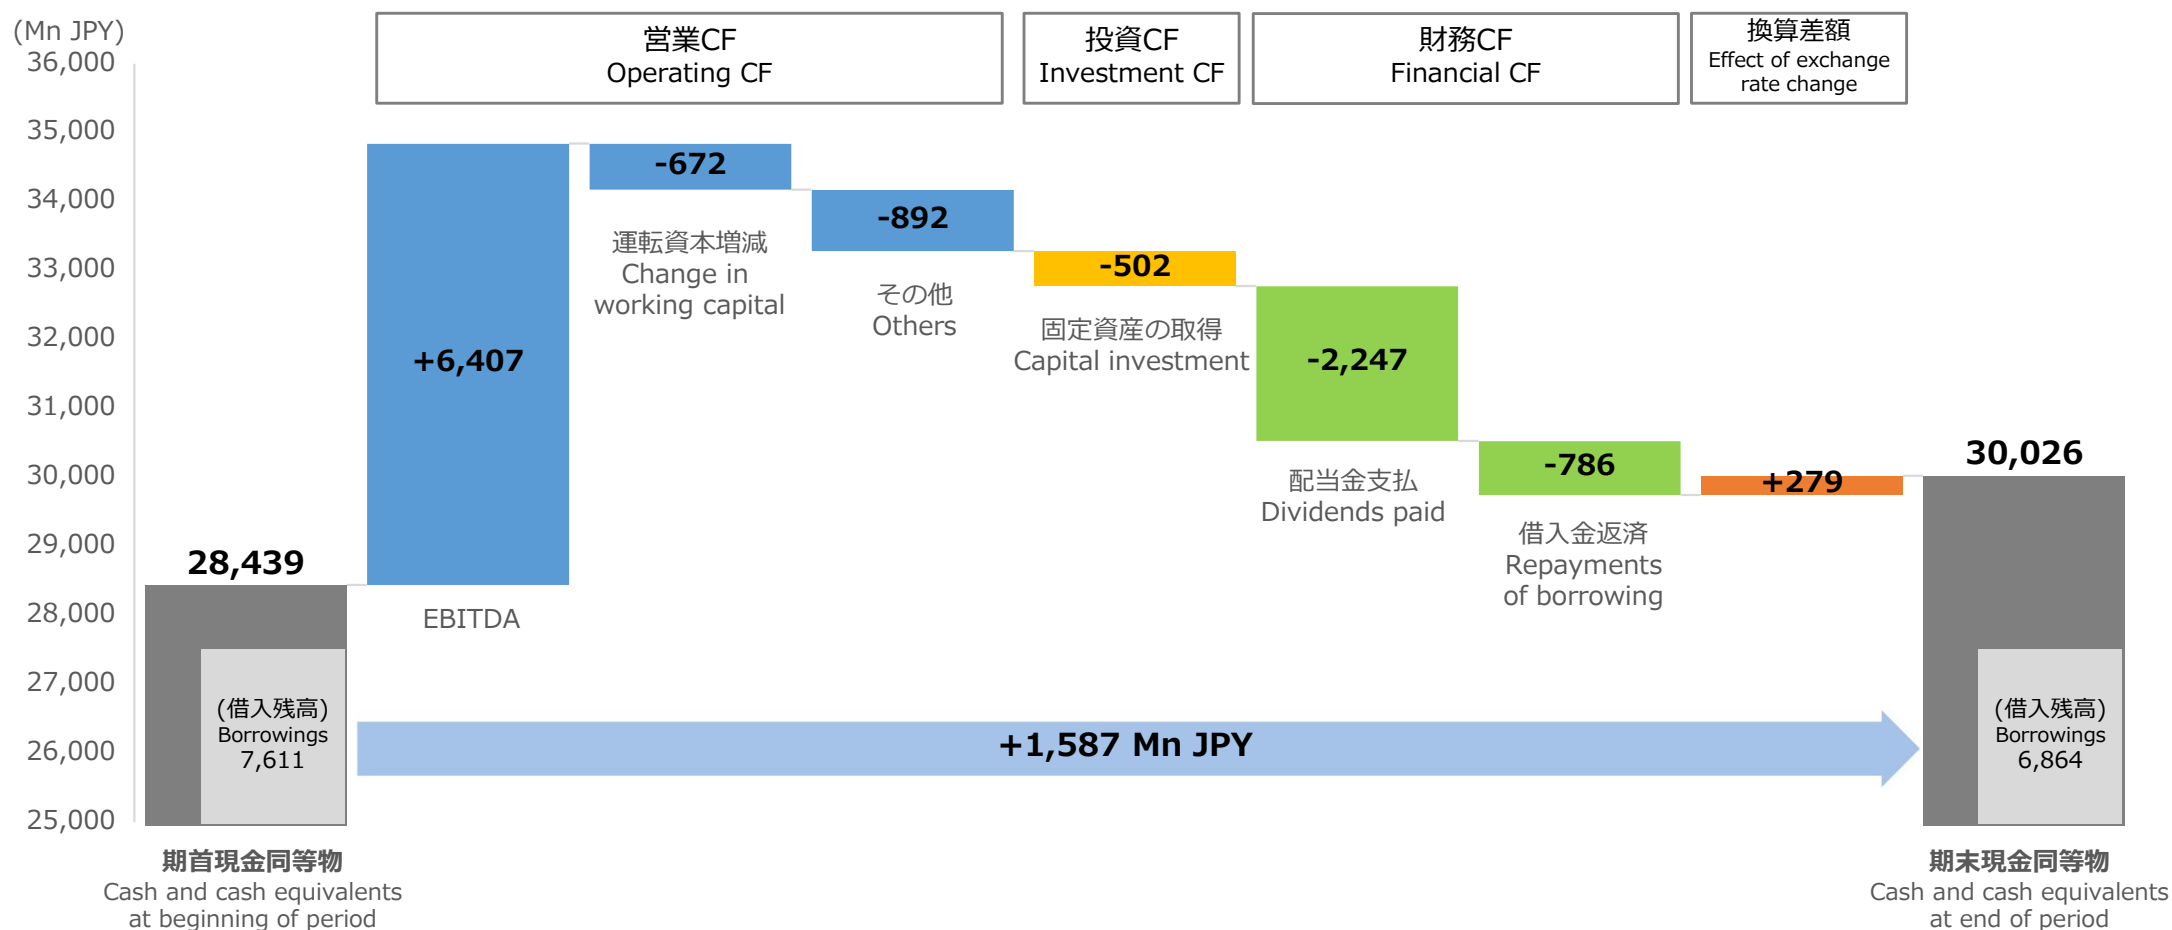 (Mn JPY)
36,000
35,000
34,000
33,000
32,000
31,000
30,000
29,000
28,000
27,000
26,000
25,000
営業CF
Operating CF
投資CF
Investment CF
財務CF
Financial CF
換算差額
Effect of exchange
rate change
28,439
(借入残高)
Borrowings
7,611
期首現金同等物
Cash and cash equivalents
at beginning of period
+6,407
EBITDA
-672
運転資本増減
Change in
working capital
-892
その他
Others
-502
固定資産の取得
Capital investment
-2,247
配当金支払
Dividends paid
-786
借入金返済
Repayments
of borrowing
+279
+1,587 Mn JPY
30,026
(借入残高)
Borrowings
6,864
期末現金同等物
Cash and cash equivalents
at end of period